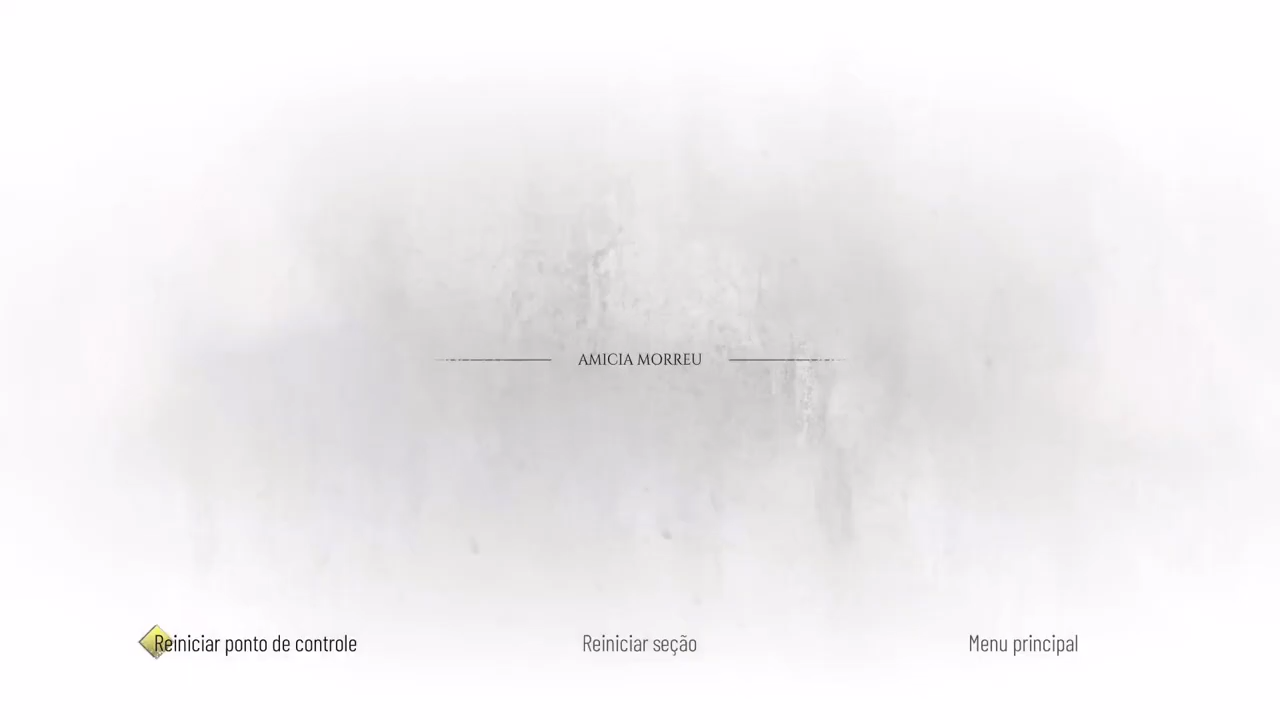 AMICIA MORREU
Reiniciar ponto de controle
Reiniciar seção
Menu principal